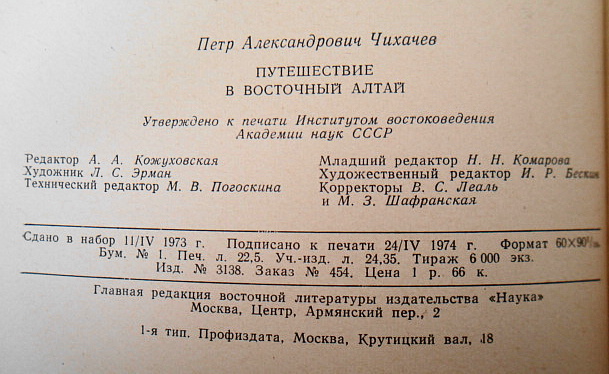 Петр Александрович Чихачев
ПУТЕШЕСТВИЕ
В ВОСТОЧНЫЙ АЛТАЙ
Утверждено к печати Институтом востоковедения
Академии наук СССР
Редактор А. А. Кожуховская
Художник Л. С. Эрман
Технический редактор М. В. Погоскина
Младший редактор Н. Н. Комарова
Художественный редактор И. Р. Бескин
Корректоры В. С. Леаль
и М. З. Шафранская
Сдано в набор 11/IV 1973 г. Подписано к печати 24/IV 1974 г. Формат
Бум. № 1. Печ. л. 22,5. Уч.-изд. л. 24,35. Тираж 6 000 экз.
Изд. № 3138. Заказ № 454. Цена 1 р. 66 к.
Главная редакция восточной литературы издательства «Наука»
Москва, Центр, Армянский пер., 2
1-я тип. Профиздата, Москва, Крутицкий вал, 18